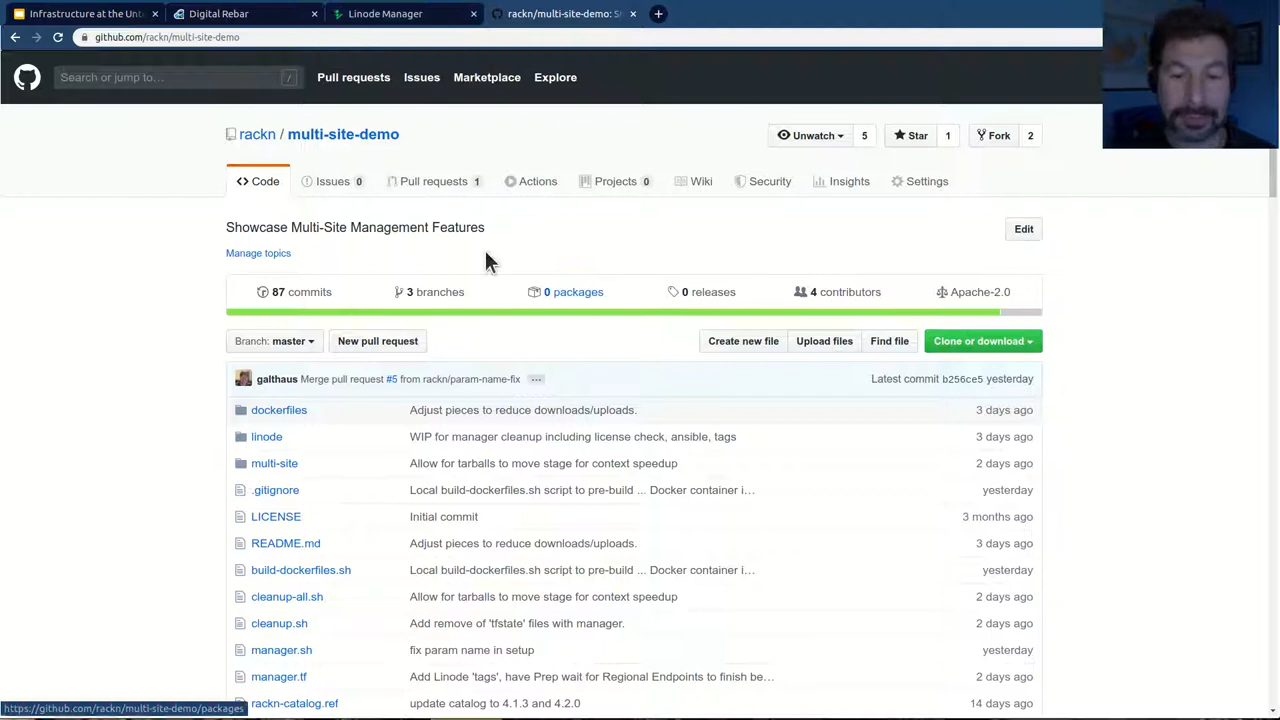 Infrastructure at the Unt
Digital Rebar
Linode Manager
rackn/multi-site-demo: S
github.com/rackn/multi-site-demo
Search or jump to…
/
Pull requests
Issues
Marketplace
Explore
rackn / multi-site-demo
Unwatch 5
Star 1
Fork 2
Code
Issues 0
Pull requests 1
Actions
Projects 0
Wiki
Security
Insights
Settings
Showcase Multi-Site Management Features
Edit
Manage topics
87 commits
3 branches
0 packages
0 releases
4 contributors
Apache-2.0
Branch: master
New pull request
Create new file
Upload files
Find file
Clone or download
galthaus Merge pull request #5 from rackn/param-name-fix …
Latest commit b256ce5 yesterday
dockerfiles Adjust pieces to reduce downloads/uploads. 3 days ago
linode WIP for manager cleanup including license check, ansible, tags 3 days ago
multi-site Allow for tarballs to move stage for context speedup 2 days ago
.gitignore Local build-dockerfiles.sh script to pre-build ... Docker container i… yesterday
LICENSE Initial commit 3 months ago
README.md Adjust pieces to reduce downloads/uploads. 3 days ago
build-dockerfiles.sh Local build-dockerfiles.sh script to pre-build ... Docker container i… yesterday
cleanup-all.sh Allow for tarballs to move stage for context speedup 2 days ago
cleanup.sh Add remove of 'tfstate' files with manager. 2 days ago
manager.sh fix param name in setup yesterday
manager.tf Add Linode 'tags', have Prep wait for Regional Endpoints to finish be… 2 days ago
rackn-catalog.ref update catalog to 4.1.3 and 4.2.0 14 days ago
https://github.com/rackn/multi-site-demo/packages